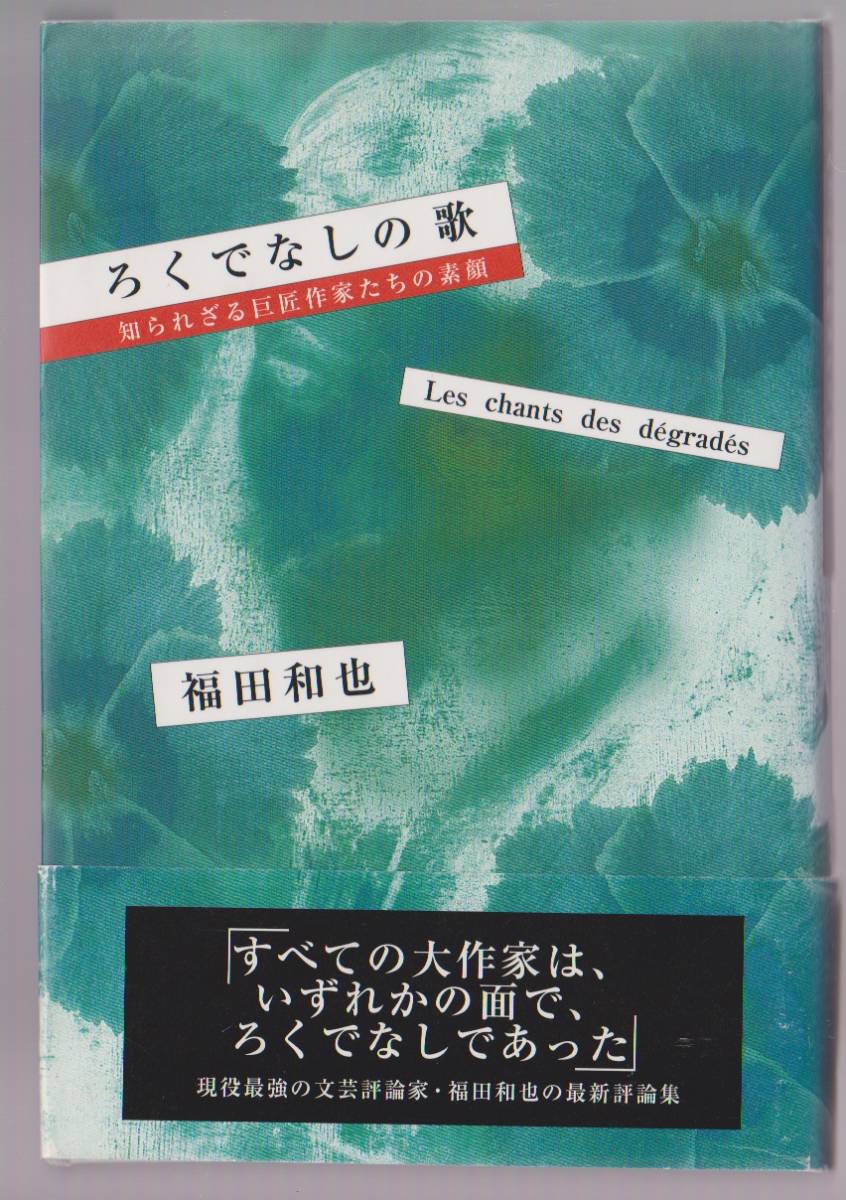 ろくでなしの歌
知られざる巨匠作家たちの素顔
Les chants des dégradés
福田和也
「すべての大作家は、
いずれかの面で、
ろくでなしであった」
現役最強の文芸評論家・福田和也の最新評論集